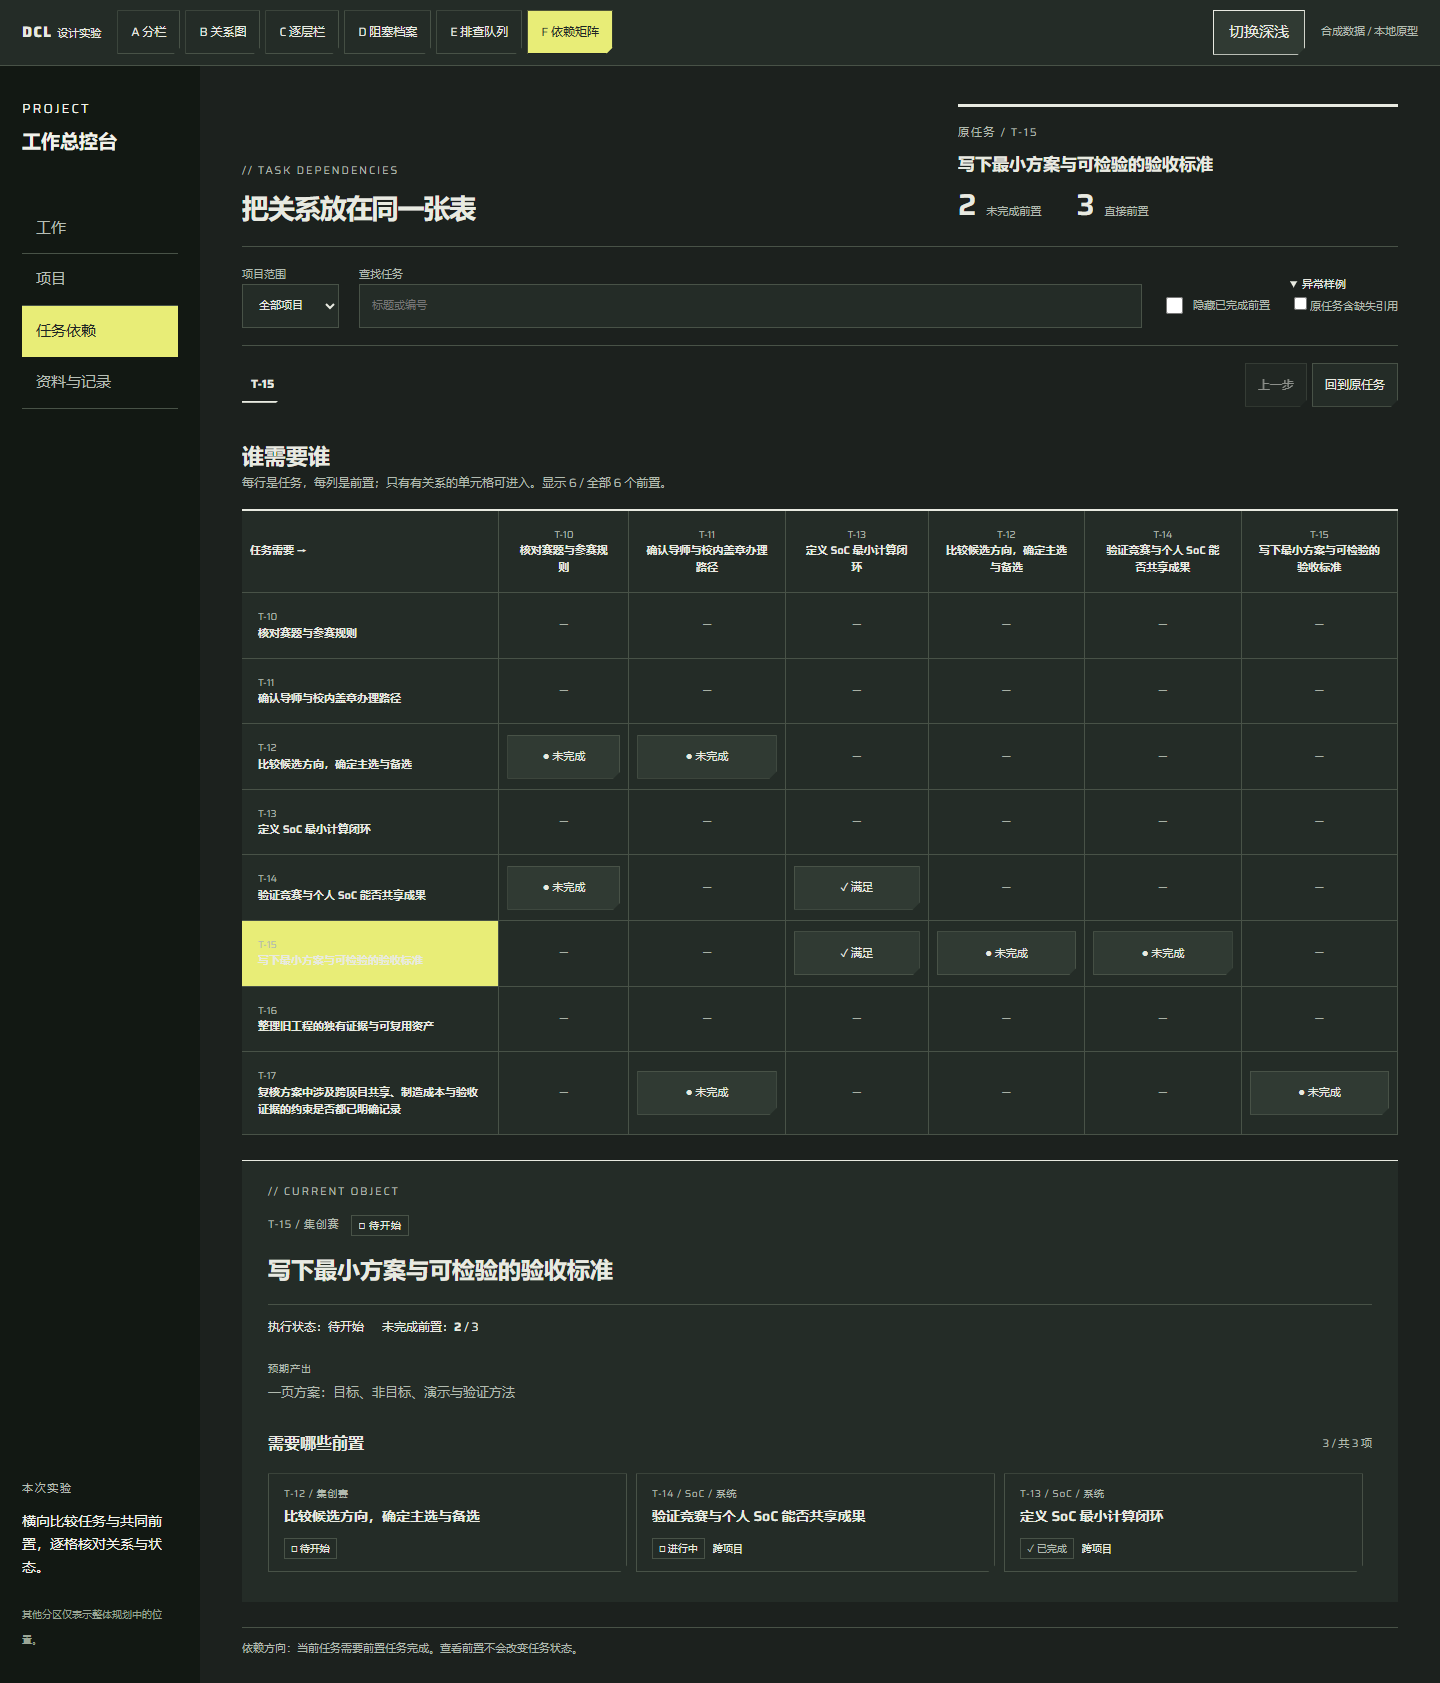 DCL 设计实验
A 分栏
B 关系图
C 逐层栏
D 阻塞档案
E 排查队列
F 依赖矩阵
切换深浅
合成数据 / 本地原型
PROJECT
工作总控台
工作
项目
任务依赖
资料与记录
本次实验
横向比较任务与共同前
置，逐格核对关系与状
态。
其他分区仅表示整体规划中的位
置。
// TASK DEPENDENCIES
把关系放在同一张表
原任务 / T-15
写下最小方案与可检验的验收标准
2 未完成前置 3 直接前置
项目范围
全部项目
查找任务
标题或编号
隐藏已完成前置
▼ 异常样例
原任务含缺失引用
T-15
上一步
回到原任务
谁需要谁
每行是任务，每列是前置；只有有关系的单元格可进入。显示 6 / 全部 6 个前置。
任务需要 →
T-10
核对赛题与参赛规
则
T-11
确认导师与校内盖章办理
路径
T-13
定义 SoC 最小计算闭
环
T-12
比较候选方向，确定主选
与备选
T-14
验证竞赛与个人 SoC 能
否共享成果
T-15
写下最小方案与可检验的
验收标准
T-10
核对赛题与参赛规则
— — — — — —
T-11
确认导师与校内盖章办理路径
— — — — — —
T-12
比较候选方向，确定主选与备选
● 未完成 ● 未完成 — — — —
T-13
定义 SoC 最小计算闭环
— — — — — —
T-14
验证竞赛与个人 SoC 能否共享成果
● 未完成 — ✓ 满足 — — —
T-15
写下最小方案与可检验的验收标准
— — ✓ 满足 ● 未完成 ● 未完成 —
T-16
整理旧工程的独有证据与可复用资产
— — — — — —
T-17
复核方案中涉及跨项目共享、制造成本与验收
证据的约束是否都已明确记录
— ● 未完成 — — — ● 未完成
// CURRENT OBJECT
T-15 / 集创赛 □ 待开始
写下最小方案与可检验的验收标准
执行状态：待开始 未完成前置：2 / 3
预期产出
一页方案：目标、非目标、演示与验证方法
需要哪些前置
3 / 共 3 项
T-12 / 集创赛
比较候选方向，确定主选与备选
□ 待开始
T-14 / SoC / 系统
验证竞赛与个人 SoC 能否共享成果
□ 进行中 跨项目
T-13 / SoC / 系统
定义 SoC 最小计算闭环
✓ 已完成 跨项目
依赖方向：当前任务需要前置任务完成。查看前置不会改变任务状态。